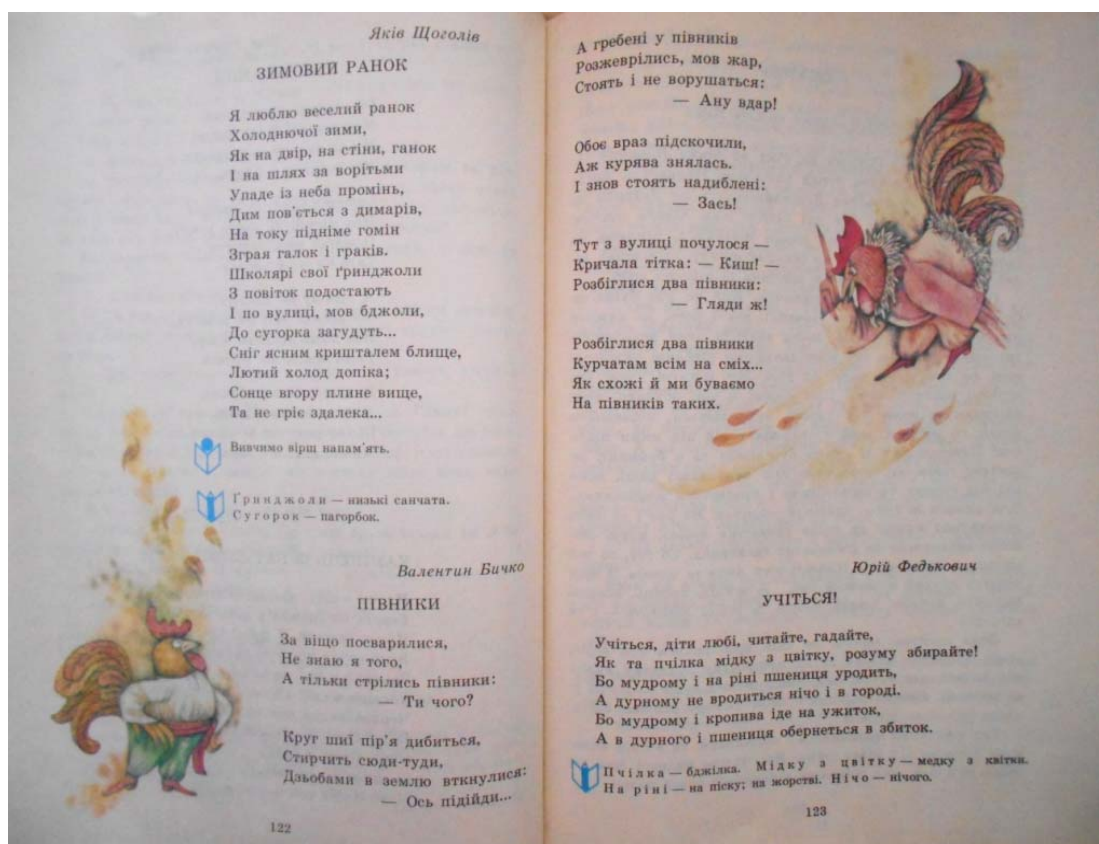 Яків Щоголів
ЗИМОВИЙ РАНОК
Я люблю веселий ранок
Холоднючої зими,
Як на двір, на стіни, ганок
І на шлях за ворітьми
Упаде із неба промінь,
Дим пов'ється з димарів,
На току підніме гомін
Зграя галок і граків.
Школярі свої ґринджоли
З повіток подостають
І по вулиці, мов бджоли,
До сугорка загудуть...
Сніг ясним кришталем блище,
Лютий холод допіка;
Сонце вгору плине вище,
Та не гріє здалека...
Вивчимо вірш напам'ять.
Ґринджоли — низькі санчата.
Сугорок — пагорбок.
Валентин Бичко
ПІВНИКИ
За віщо посварилися,
Не знаю я того,
А тільки стрілись півники:
— Ти чого?
Круг шиї пір'я дибиться,
Стирчить сюди-туди,
Дзьобами в землю вткнулися:
— Ось підійди...
122
А гребені у півників
Розжеврілись, мов жар,
Стоять і не ворушаться:
— Ану вдар!
Обоє враз підскочили,
Аж курява знялась.
І знов стоять надиблені:
— Зась!
Тут з вулиці почулося —
Кричала тітка: — Киш! —
Розбіглися два півники:
— Гляди ж!
Розбіглися два півники
Курчатам всім на сміх...
Як схожі й ми буваємо
На півників таких.
Юрій Федькович
УЧІТЬСЯ!
Учіться, діти любі, читайте, гадайте,
Як та пчілка мідку з цвітку, розуму збирайте!
Бо мудрому і на ріні пшениця уродить,
А дурному не вродиться нічо і в городі.
Бо мудрому і кропива іде на ужиток,
А в дурного і пшениця обернеться в збиток.
Пчілка — бджілка. Мідку з цвітку — медку з квітки.
На ріні — на піску; на жорстві. Нічо — нічого.
123